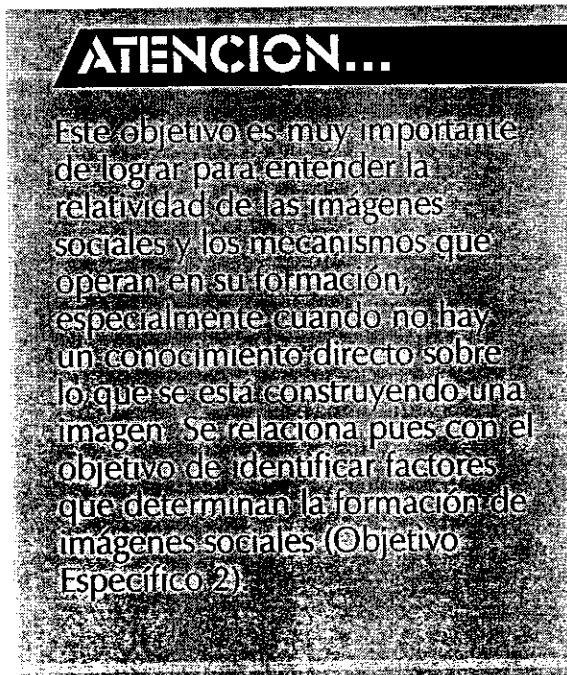 ATENCION...
Este objetivo es muy importante
de lograr para entender la
relatividad de las imágenes
sociales y los mecanismos que
operan en su formación,
especialmente cuando no hay
un conocimiento directo sobre
lo que se está construyendo una
imagen. Se relaciona pues con el
objetivo de identificar factores
que determinan la formación de
imágenes sociales (Objetivo
Específico 2).